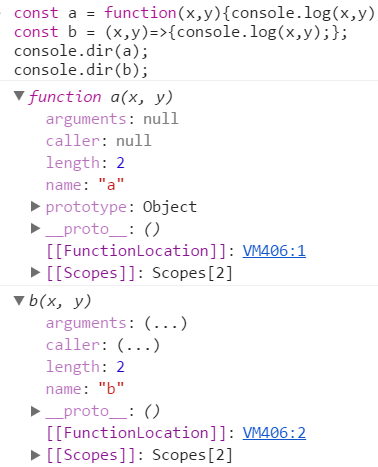 const a = function(x,y){console.log(x,y)
const b = (x,y)=>{console.log(x,y);};
console.dir(a);
console.dir(b);
▼function a(x, y)
arguments: null
caller: null
length: 2
name: "a"
▶prototype: Object
▶__proto__: ()
[[FunctionLocation]]: VM406:1
▶[[Scopes]]: Scopes[2]
▼b(x, y)
arguments: (...)
caller: (...)
length: 2
name: "b"
▶__proto__: ()
[[FunctionLocation]]: VM406:2
▶[[Scopes]]: Scopes[2]